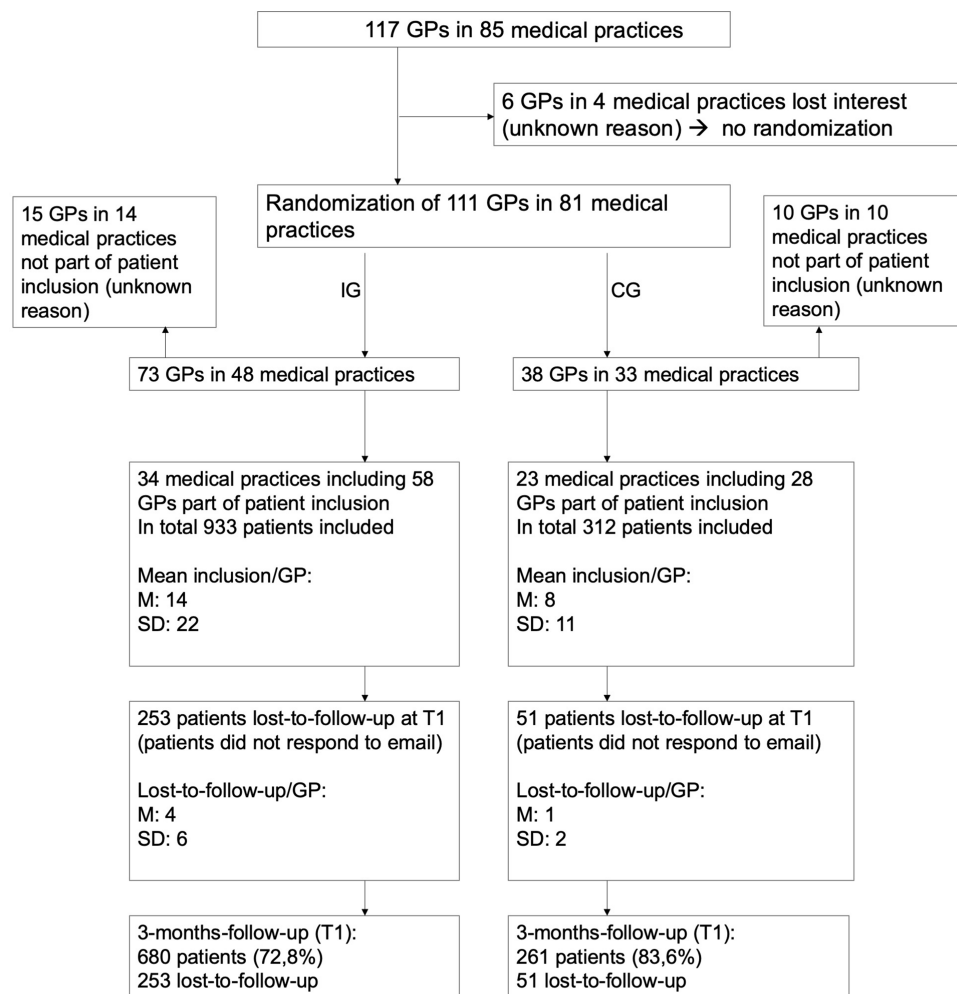 117 GPs in 85 medical practices
6 GPs in 4 medical practices lost interest
(unknown reason) → no randomization
Randomization of 111 GPs in 81 medical
practices
15 GPs in 14
medical practices
not part of patient
inclusion (unknown
reason)
10 GPs in 10
medical practices
not part of patient
inclusion (unknown
reason)
IG
CG
73 GPs in 48 medical practices
38 GPs in 33 medical practices
34 medical practices including 58
GPs part of patient inclusion
In total 933 patients included
Mean inclusion/GP:
M: 14
SD: 22
23 medical practices including 28
GPs part of patient inclusion
In total 312 patients included
Mean inclusion/GP:
M: 8
SD: 11
253 patients lost-to-follow-up at T1
(patients did not respond to email)
Lost-to-follow-up/GP:
M: 4
SD: 6
51 patients lost-to-follow-up at T1
(patients did not respond to email)
Lost-to-follow-up/GP:
M: 1
SD: 2
3-months-follow-up (T1):
680 patients (72,8%)
253 lost-to-follow-up
3-months-follow-up (T1):
261 patients (83,6%)
51 lost-to-follow-up